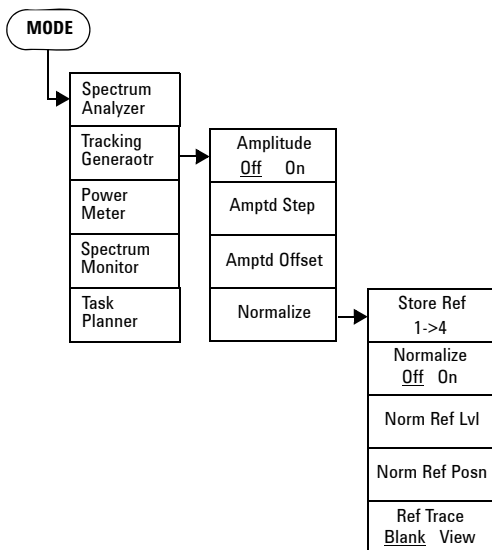 MODE
Spectrum
Analyzer
Tracking
Generaotr
Power
Meter
Spectrum
Monitor
Task
Planner
Amplitude
Off On
Amptd Step
Amptd Offset
Normalize
Store Ref
1->4
Normalize
Off On
Norm Ref Lvl
Norm Ref Posn
Ref Trace
Blank View